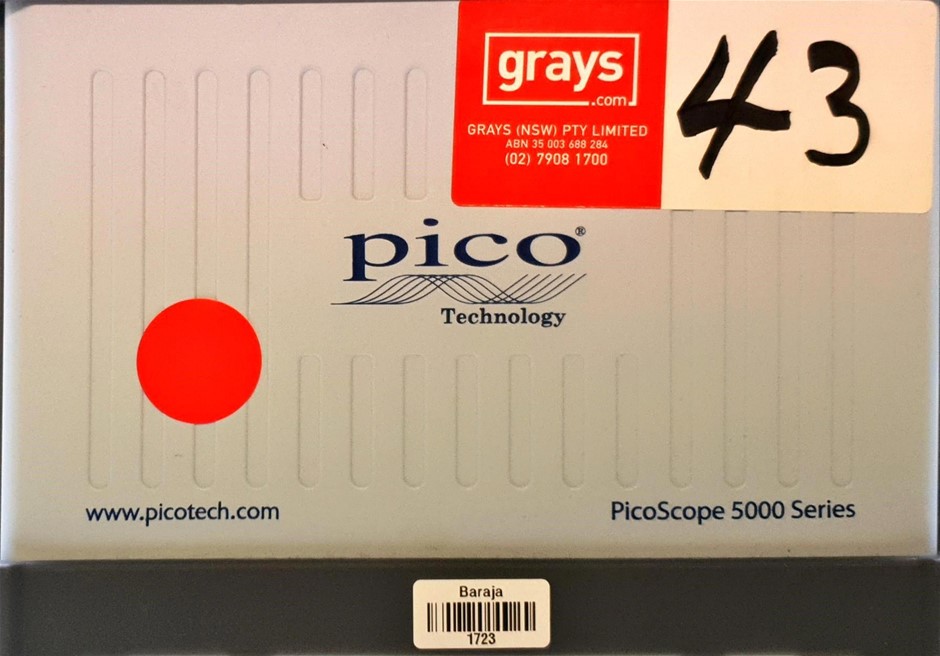 grays
.com
GRAYS (NSW) PTY LIMITED
ABN 35 003 688 284
(02) 7908 1700
43
pico®
Technology
www.picotech.com
PicoScope 5000 Series
Baraja
1723